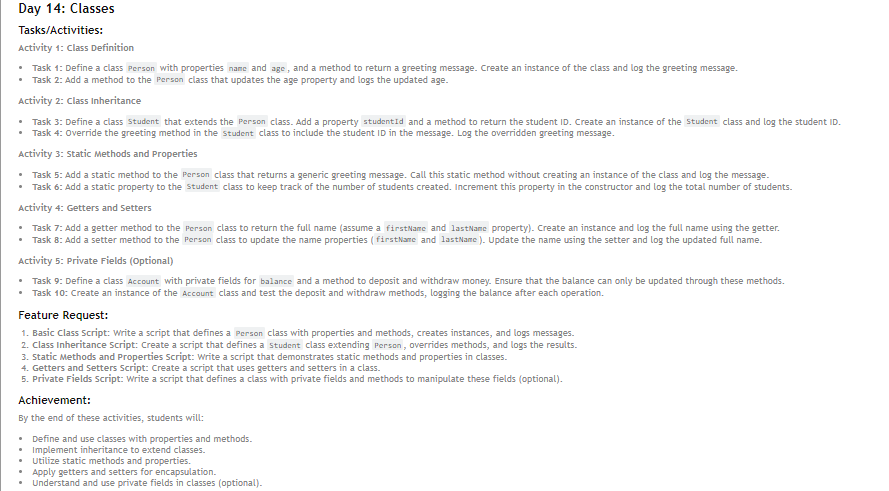 Day 14: Classes
Tasks/Activities:
Activity 1: Class Definition
• Task 1: Define a class Person with properties name and age, and a method to return a greeting message. Create an instance of the class and log the greeting message.
• Task 2: Add a method to the Person class that updates the age property and logs the updated age.
Activity 2: Class Inheritance
• Task 3: Define a class Student that extends the Person class. Add a property studentId and a method to return the student ID. Create an instance of the Student class and log the student ID.
• Task 4: Override the greeting method in the Student class to include the student ID in the message. Log the overridden greeting message.
Activity 3: Static Methods and Properties
• Task 5: Add a static method to the Person class that returns a generic greeting message. Call this static method without creating an instance of the class and log the message.
• Task 6: Add a static property to the Student class to keep track of the number of students created. Increment this property in the constructor and log the total number of students.
Activity 4: Getters and Setters
• Task 7: Add a getter method to the Person class to return the full name (assume a firstName and lastName property). Create an instance and log the full name using the getter.
• Task 8: Add a setter method to the Person class to update the name properties (firstName and lastName). Update the name using the setter and log the updated full name.
Activity 5: Private Fields (Optional)
• Task 9: Define a class Account with private fields for balance and a method to deposit and withdraw money. Ensure that the balance can only be updated through these methods.
• Task 10: Create an instance of the Account class and test the deposit and withdraw methods, logging the balance after each operation.
Feature Request:
1. Basic Class Script: Write a script that defines a Person class with properties and methods, creates instances, and logs messages.
2. Class Inheritance Script: Create a script that defines a Student class extending Person, overrides methods, and logs the results.
3. Static Methods and Properties Script: Write a script that demonstrates static methods and properties in classes.
4. Getters and Setters Script: Create a script that uses getters and setters in a class.
5. Private Fields Script: Write a script that defines a class with private fields and methods to manipulate these fields (optional).
Achievement:
By the end of these activities, students will:
• Define and use classes with properties and methods.
• Implement inheritance to extend classes.
• Utilize static methods and properties.
• Apply getters and setters for encapsulation.
• Understand and use private fields in classes (optional).